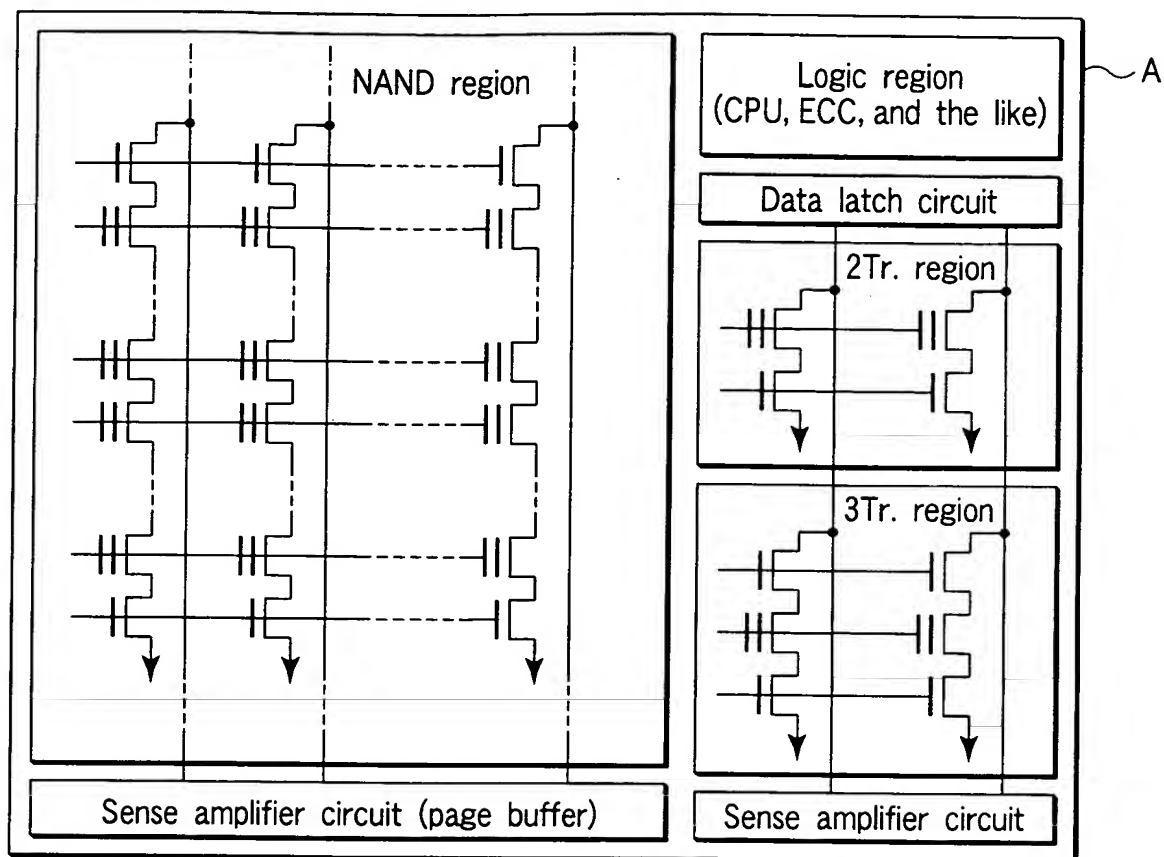 NAND region
Logic region
(CPU, ECC, and the like)
A
Data latch circuit
2Tr. region
3Tr. region
Sense amplifier circuit (page buffer)
Sense amplifier circuit